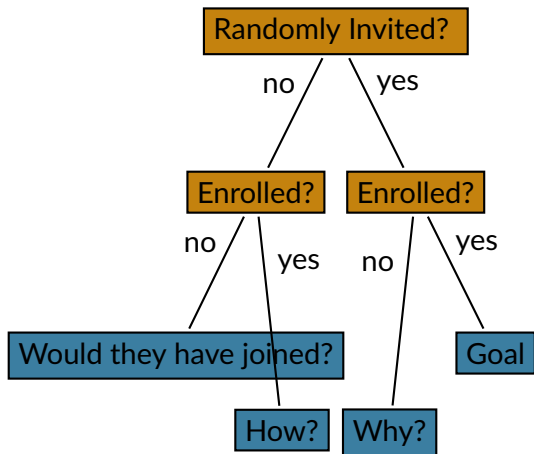 Randomly Invited?
no
yes
Enrolled?
Enrolled?
no
yes
no
yes
Would they have joined?
Goal
How?
Why?